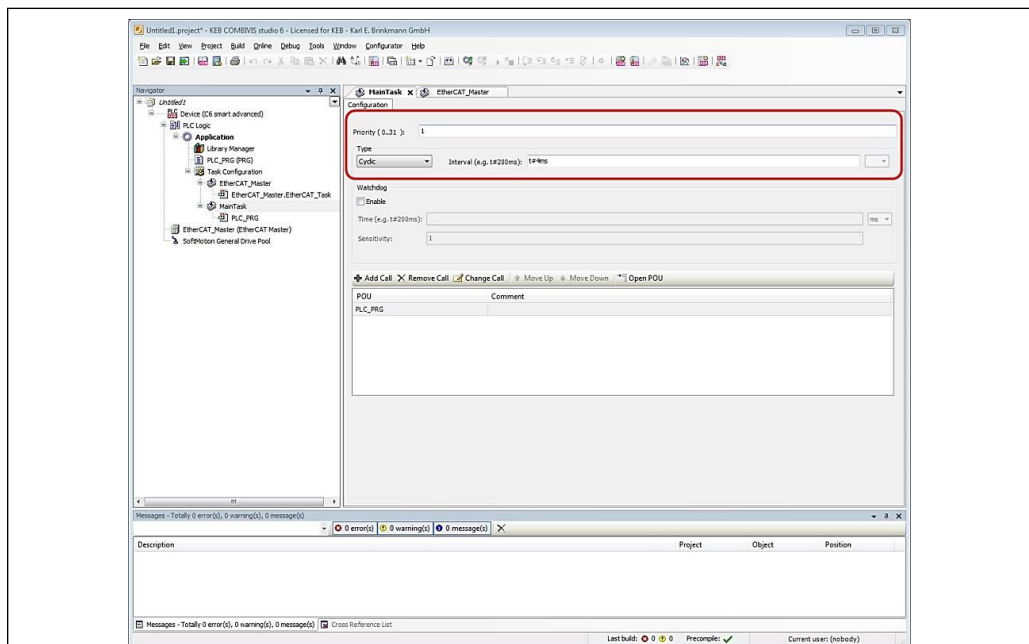 Untitled1.project* - KEB COMBIVIS studio 6 - Licensed for KEB - Karl E. Brinkmann GmbH
File Edit View Project Build Online Debug Tools Window Configurator Help
Navigator
Untitled1
Device (C6 smart advanced)
PLC Logic
Application
Library Manager
PLC_PRG (PRG)
Task Configuration
EtherCAT_Master
EtherCAT_Master.EtherCAT_Task
MainTask
PLC_PRG
EtherCAT_Master (EtherCAT Master)
SoftMotion General Drive Pool
MainTask EtherCAT_Master
Configuration
Priority ( 0..31 ): 1
Type
Cyclic Interval (e.g. t#200ms): t#4ms
Watchdog
Enable
Time (e.g. t#200ms): ms
Sensitivity: 1
Add Call Remove Call Change Call Move Up Move Down Open POU
POU Comment
PLC_PRG
Messages - Totally 0 error(s), 0 warning(s), 0 message(s)
0 error(s) 0 warning(s) 0 message(s)
Description Project Object Position
Messages - Totally 0 error(s), 0 warning(s), 0 message(s) Cross Reference List
Last build: 0 0 Precompile: Current user: (nobody)